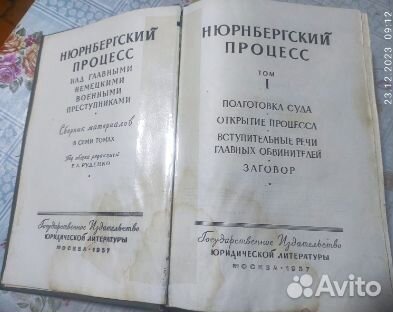 НЮРНБЕРГСКИЙ
ПРОЦЕСС
НАД ГЛАВНЫМИ
НЕМЕЦКИМИ
ВОЕННЫМИ
ПРЕСТУПНИКАМИ
Сборник материалов
В СЕМИ ТОМАХ
Под общей редакцией
Р. А. РУДЕНКО
Государственное Издательство
ЮРИДИЧЕСКОЙ ЛИТЕРАТУРЫ
МОСКВА - 1957
НЮРНБЕРГСКИЙ
ПРОЦЕСС
ТОМ
I
ПОДГОТОВКА СУДА
ОТКРЫТИЕ ПРОЦЕССА
ВСТУПИТЕЛЬНЫЕ РЕЧИ
ГЛАВНЫХ ОБВИНИТЕЛЕЙ
ЗАГОВОР
Государственное Издательство
ЮРИДИЧЕСКОЙ ЛИТЕРАТУРЫ
МОСКВА - 1957
23.12.2023 09:12
Avito